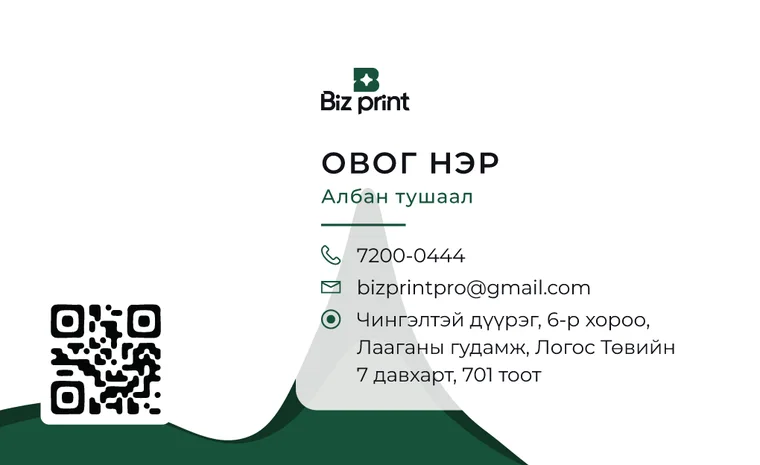 Biz print
ОВОГ НЭР
Албан тушаал
7200-0444
bizprintpro@gmail.com
Чингэлтэй дүүрэг, 6-р хороо,
Лааганы гудамж, Логос Төвийн
7 давхарт, 701 тоот